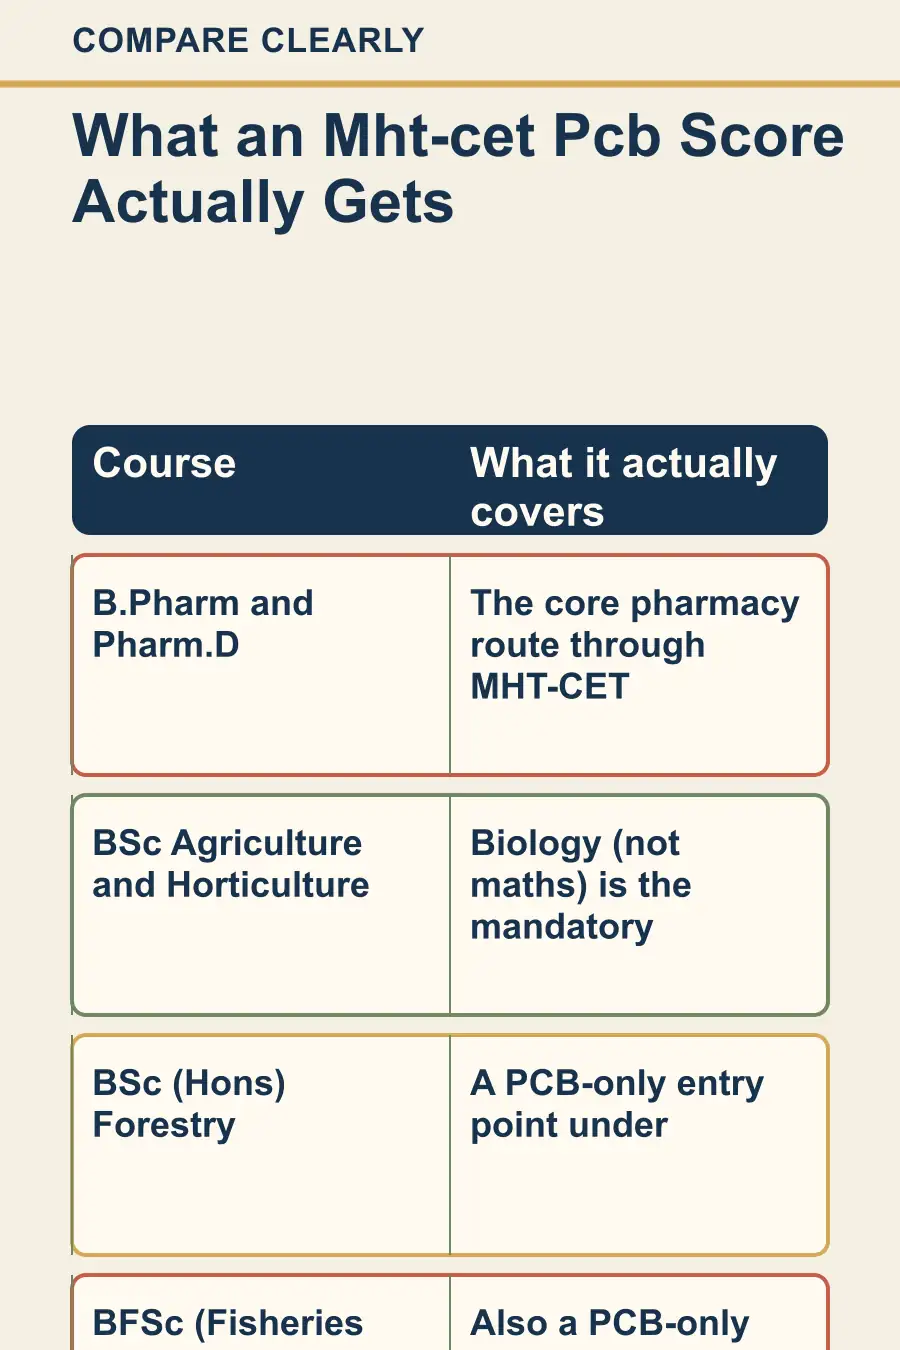 COMPARE CLEARLY
What an Mht-cet Pcb Score
Actually Gets
Course
What it actually
covers
B.Pharm and
Pharm.D
The core pharmacy
route through
MHT-CET
BSc Agriculture
and Horticulture
Biology (not
maths) is the
mandatory
BSc (Hons)
Forestry
A PCB-only entry
point under
BFSc (Fisheries
Also a PCB-only